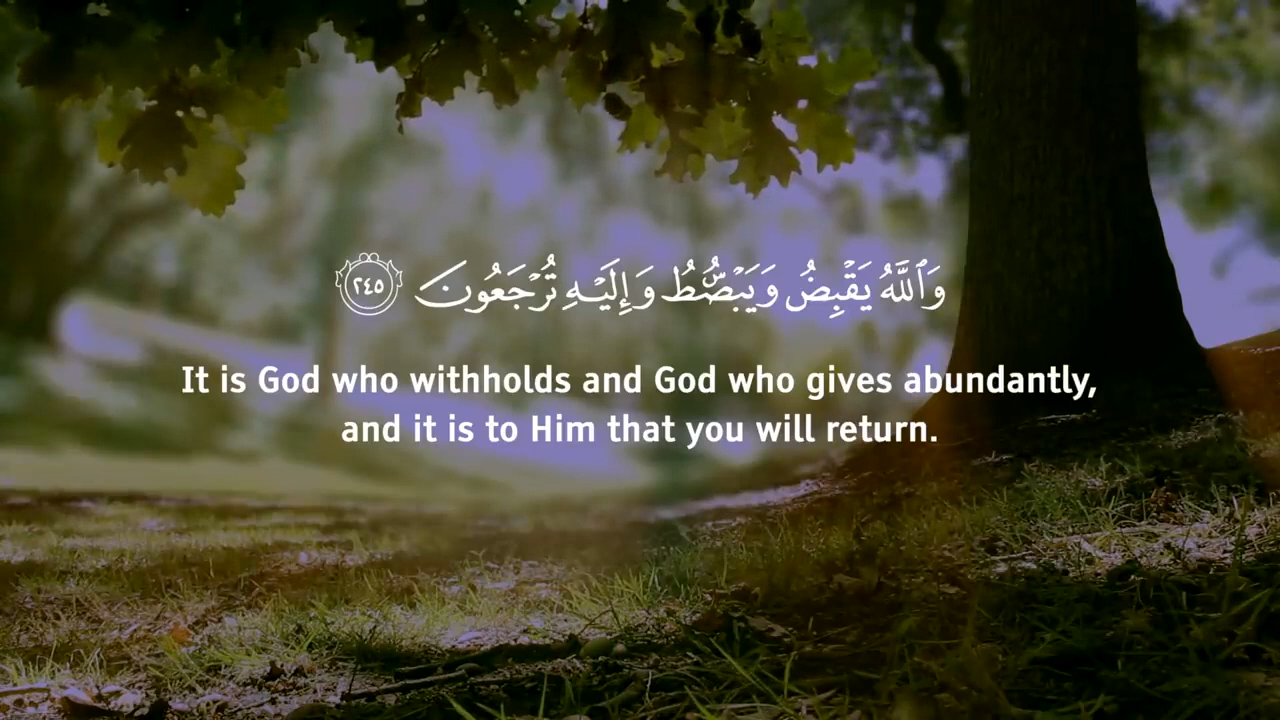 وَٱللَّهُ يَقْبِضُ وَيَبْصُۜطُ وَإِلَيْهِ تُرْجَعُونَ ٢٤٥
It is God who withholds and God who gives abundantly,
and it is to Him that you will return.